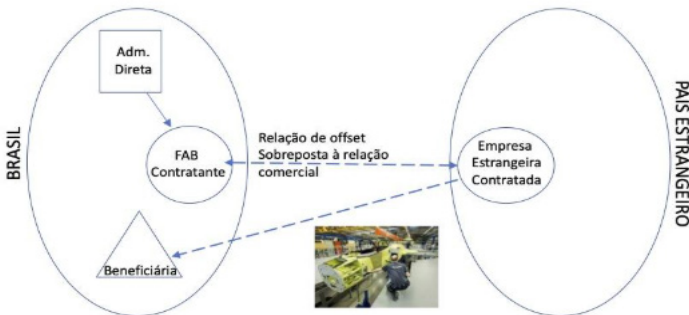 Adm.
Direta
BRASIL
FAB
Contratante
Relação de offset
Sobreposta à relação
comercial
Empresa
Estrangeira
Contratada
PAIS ESTRANGEIRO
Beneficiária